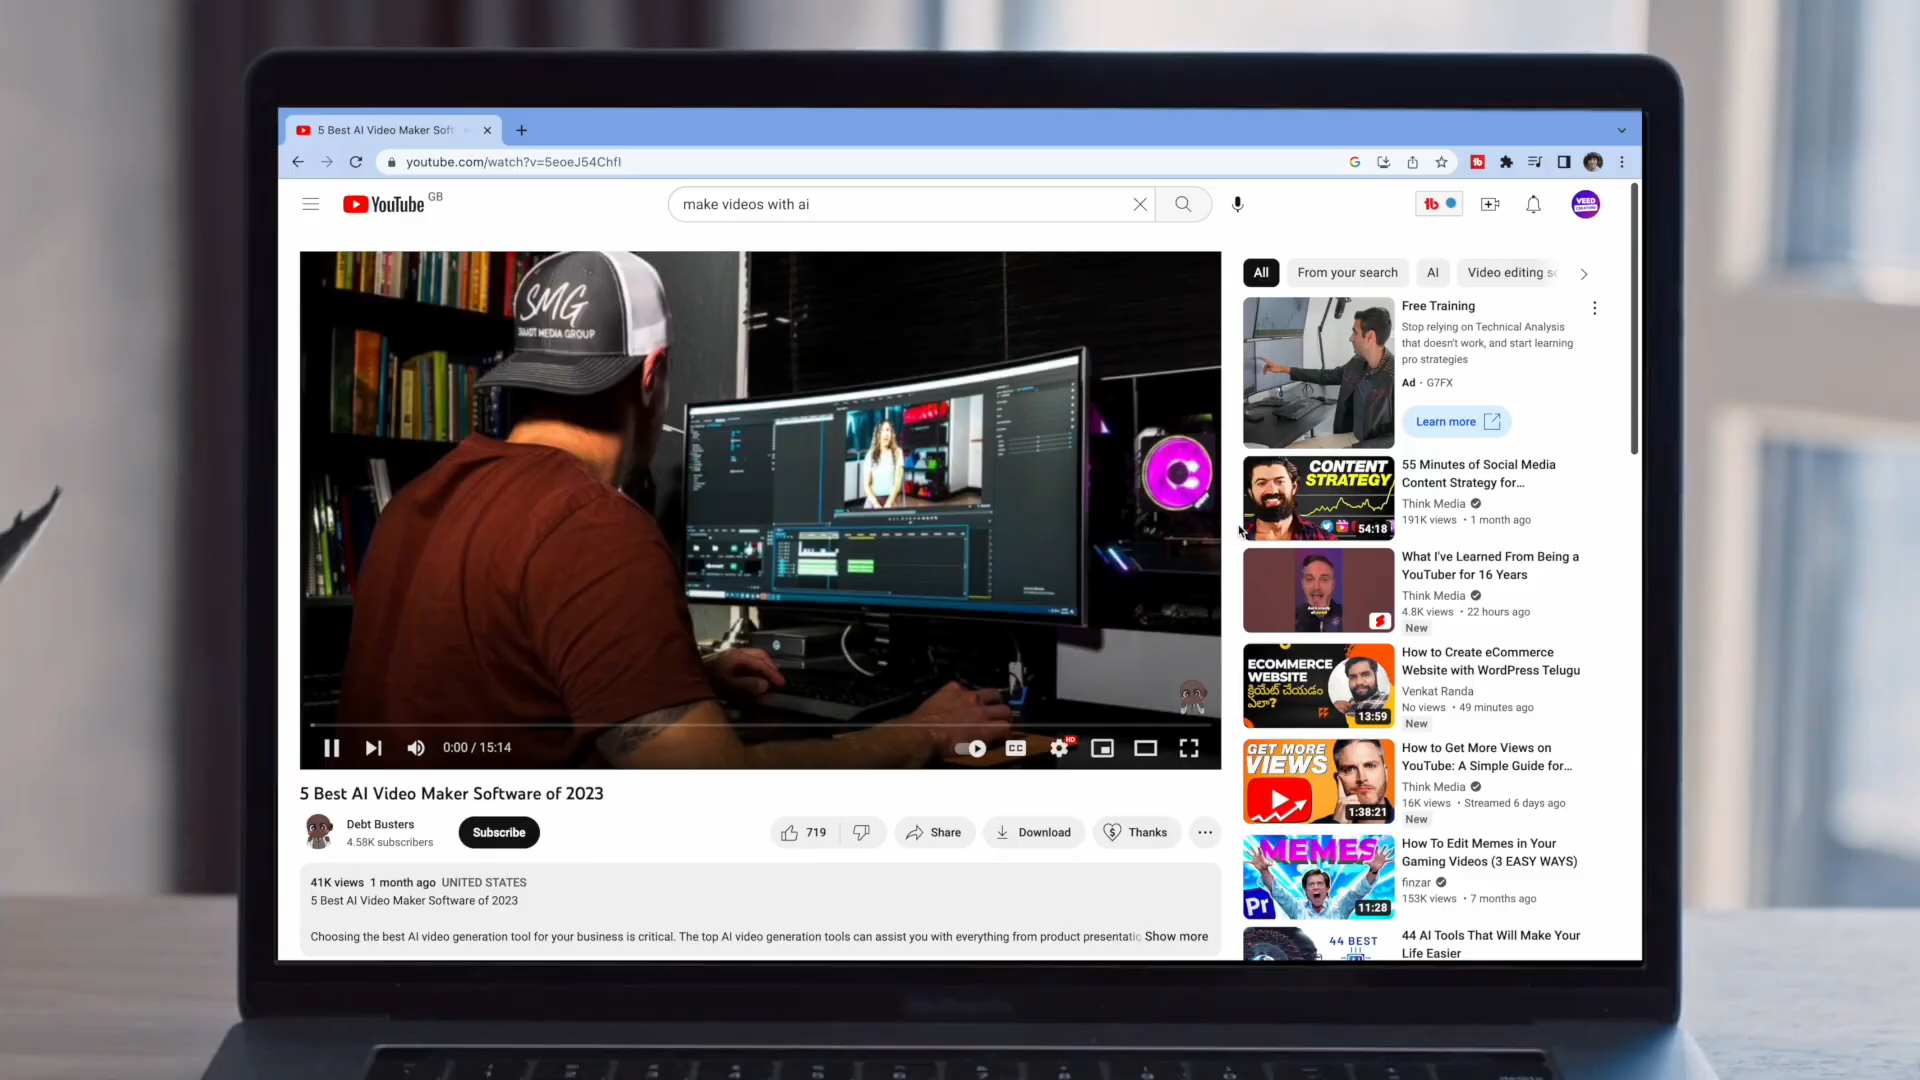 5 Best AI Video Maker Soft
youtube.com/watch?v=5eoeJ54ChfI
YouTube GB
make videos with ai
VEED
SMG
MEDIA GROUP
0:00 / 15:14
CC
HD
5 Best AI Video Maker Software of 2023
Debt Busters
4.58K subscribers
Subscribe
719
Share
Download
Thanks
41K views 1 month ago UNITED STATES
5 Best AI Video Maker Software of 2023
Choosing the best AI video generation tool for your business is critical. The top AI video generation tools can assist you with everything from product presentatio Show more
All
From your search
AI
Video editing so
Free Training
Stop relying on Technical Analysis
that doesn't work, and start learning
pro strategies
Ad · G7FX
Learn more
CONTENT
STRATEGY
54:18
55 Minutes of Social Media
Content Strategy for...
Think Media
191K views · 1 month ago
What I've Learned From Being a
YouTuber for 16 Years
Think Media
4.8K views · 22 hours ago
New
ECOMMERCE
WEBSITE
క్రియేట్ చేయడం
ఎలా?
13:59
How to Create eCommerce
Website with WordPress Telugu
Venkat Randa
No views · 49 minutes ago
New
GET MORE
VIEWS
1:38:21
How to Get More Views on
YouTube: A Simple Guide for...
Think Media
16K views · Streamed 6 days ago
New
MEMES
Pr
11:28
How To Edit Memes in Your
Gaming Videos (3 EASY WAYS)
finzar
153K views · 7 months ago
44 BEST
44 AI Tools That Will Make Your
Life Easier